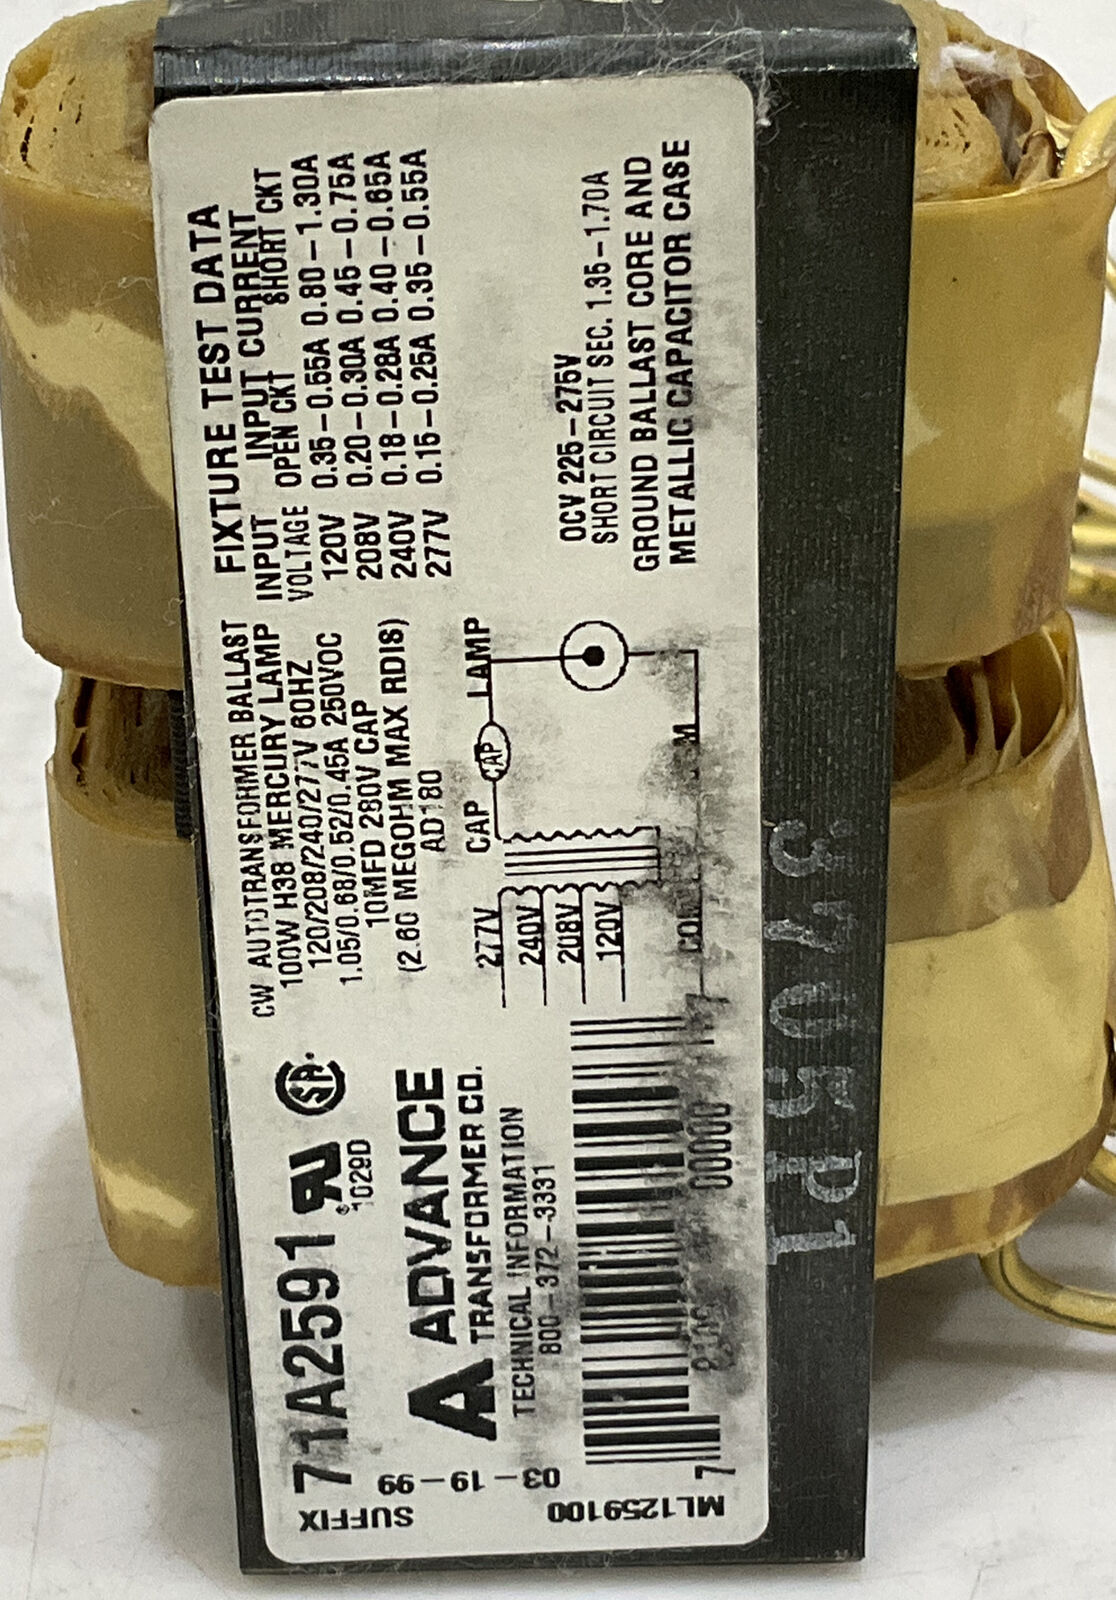 71A2591
1029D
ADVANCE
TRANSFORMER CO.
TECHNICAL INFORMATION
800-372-3331
7
00000
7
SUFFIX
03-19-99
ML1259100
CW AUTOTRANSFORMER BALLAST
100W H38 MERCURY LAMP
120/208/240/277V 60HZ
1.05/0.68/0.52/0.45A 250VOC
10MFD 280V CAP
(2.60 MEGOHM MAX RDIS)
AD180
CAP
CAP
LAMP
277V
240V
208V
120V
COM
FIXTURE TEST DATA
INPUT INPUT CURRENT
VOLTAGE OPEN CKT SHORT CKT
120V 0.35-0.55A 0.80-1.30A
208V 0.20-0.30A 0.45-0.75A
240V 0.18-0.28A 0.40-0.65A
277V 0.15-0.25A 0.35-0.55A
OCV 225-275V
SHORT CIRCUIT SEC. 1.35-1.70A
GROUND BALLAST CORE AND
METALLIC CAPACITOR CASE